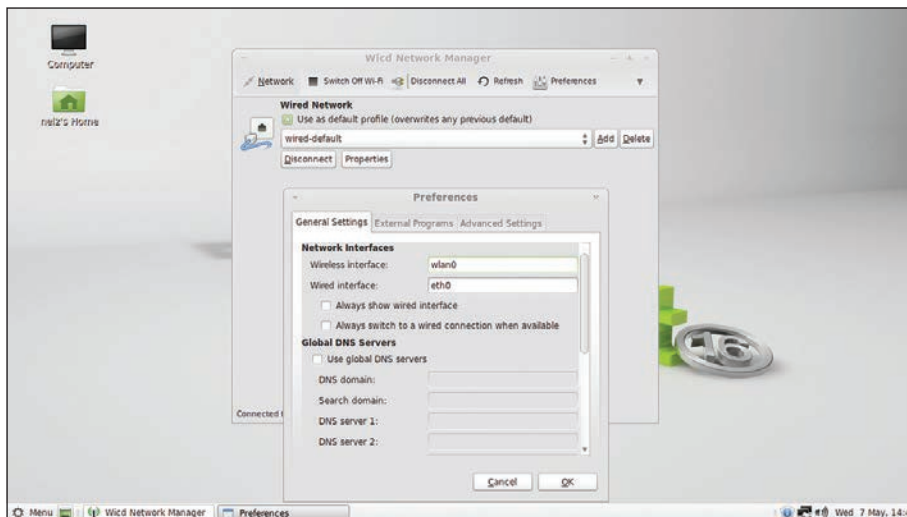 Computer
nelz's Home
Wicd Network Manager
Network Switch Off Wi-Fi Disconnect All Refresh Preferences
Wired Network
Use as default profile (overwrites any previous default)
wired-default Add Delete
Disconnect Properties
Preferences
General Settings External Programs Advanced Settings
Network Interfaces
Wireless interface: wlan0
Wired interface: eth0
Always show wired interface
Always switch to a wired connection when available
Global DNS Servers
Use global DNS servers
DNS domain:
Search domain:
Connected
DNS server 1:
DNS server 2:
Cancel OK
16
Menu Wicd Network Manager Preferences Wed 7 May, 14: